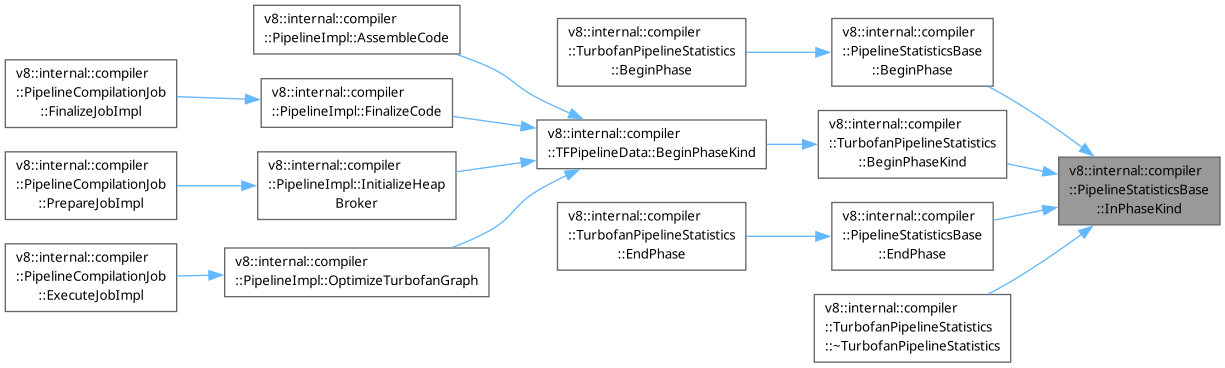 v8::internal::compiler
::PipelineImpl::AssembleCode
v8::internal::compiler
::TurbofanPipelineStatistics
::BeginPhase
v8::internal::compiler
::PipelineStatisticsBase
::BeginPhase
v8::internal::compiler
::PipelineCompilationJob
::FinalizeJobImpl
v8::internal::compiler
::PipelineImpl::FinalizeCode
v8::internal::compiler
::TFPipelineData::BeginPhaseKind
v8::internal::compiler
::TurbofanPipelineStatistics
::BeginPhaseKind
v8::internal::compiler
::PipelineCompilationJob
::PrepareJobImpl
v8::internal::compiler
::PipelineImpl::InitializeHeap
Broker
v8::internal::compiler
::PipelineStatisticsBase
::InPhaseKind
v8::internal::compiler
::TurbofanPipelineStatistics
::EndPhase
v8::internal::compiler
::PipelineStatisticsBase
::EndPhase
v8::internal::compiler
::PipelineCompilationJob
::ExecuteJobImpl
v8::internal::compiler
::PipelineImpl::OptimizeTurbofanGraph
v8::internal::compiler
::TurbofanPipelineStatistics
::~TurbofanPipelineStatistics